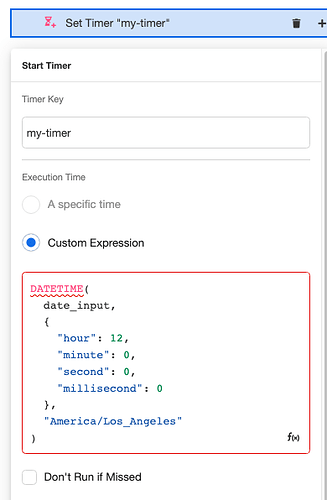 Set Timer "my-timer"
Start Timer
Timer Key
my-timer
Execution Time
A specific time
Custom Expression
DATETIME(
  date_input,
  {
    "hour": 12,
    "minute": 0,
    "second": 0,
    "millisecond": 0
  },
  "America/Los_Angeles"
)
f(x)
Don't Run if Missed